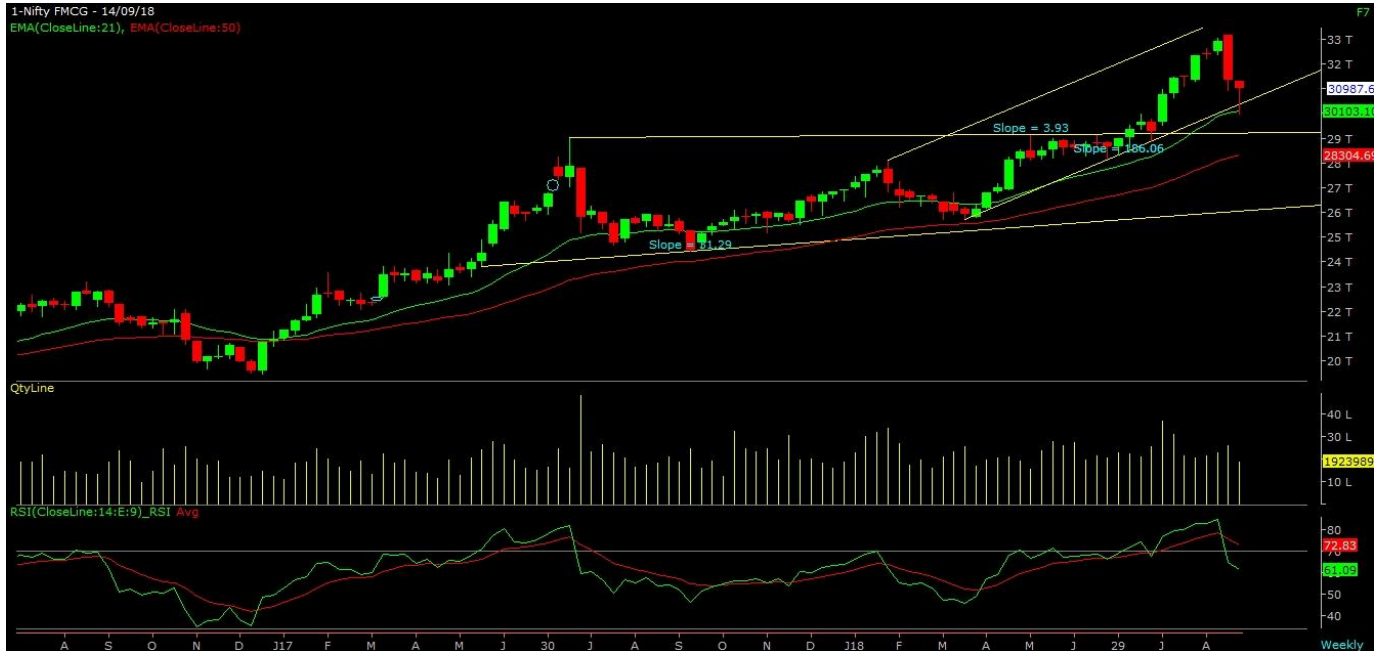 1-Nifty FMCG - 14/09/18
F7
EMA(CloseLine:21), EMA(CloseLine:50)
33 T
32 T
30987.6
30103.10
Slope = 3.93
29 T
Slope = 186.06
28304.69
28 T
27 T
26 T
25 T
24 T
23 T
22 T
21 T
20 T
QtyLine
40 L
30 L
1923989
10 L
RSI(CloseLine:14:E:9)_RSI Avg
80
72.83
70
61.09
50
40
A S O N D J17 F M A M J 30 J A S O N D J18 F M A M J 29 J A
Weekly